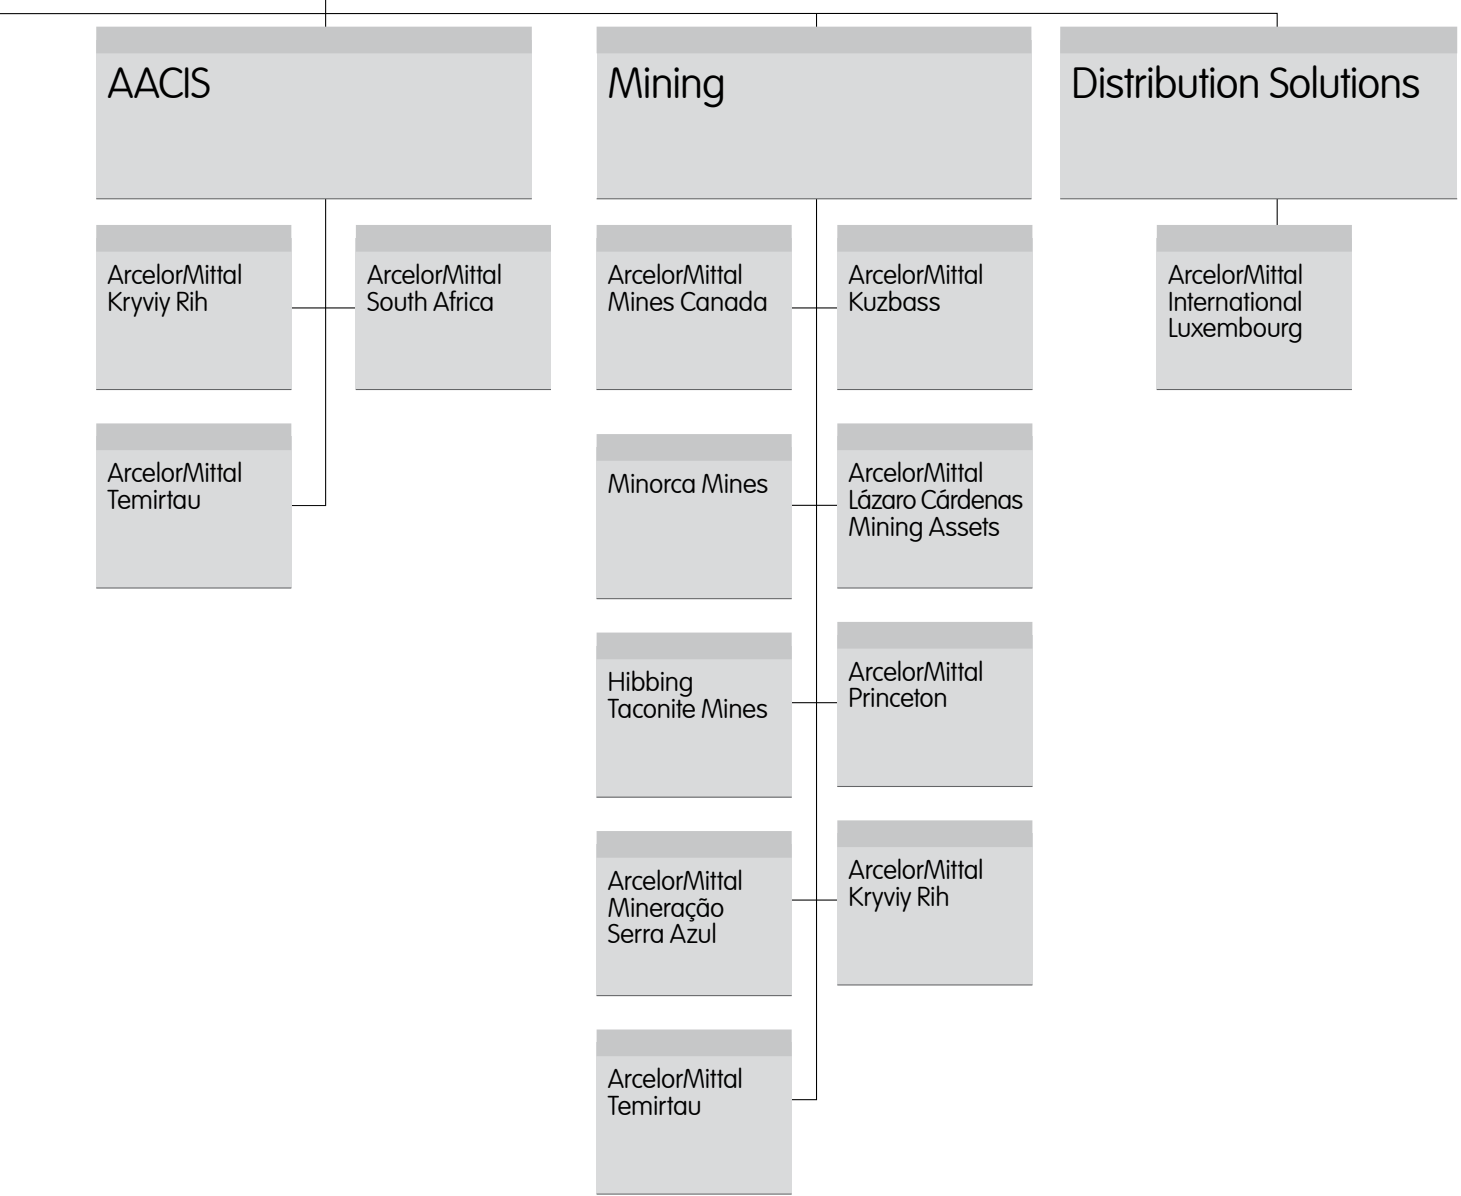 AACIS
Mining
Distribution Solutions
ArcelorMittal
Kryviy Rih
ArcelorMittal
South Africa
ArcelorMittal
Mines Canada
ArcelorMittal
Kuzbass
ArcelorMittal
International
Luxembourg
ArcelorMittal
Temirtau
Minorca Mines
ArcelorMittal
Lázaro Cárdenas
Mining Assets
Hibbing
Taconite Mines
ArcelorMittal
Princeton
ArcelorMittal
Mineração
Serra Azul
ArcelorMittal
Kryviy Rih
ArcelorMittal
Temirtau